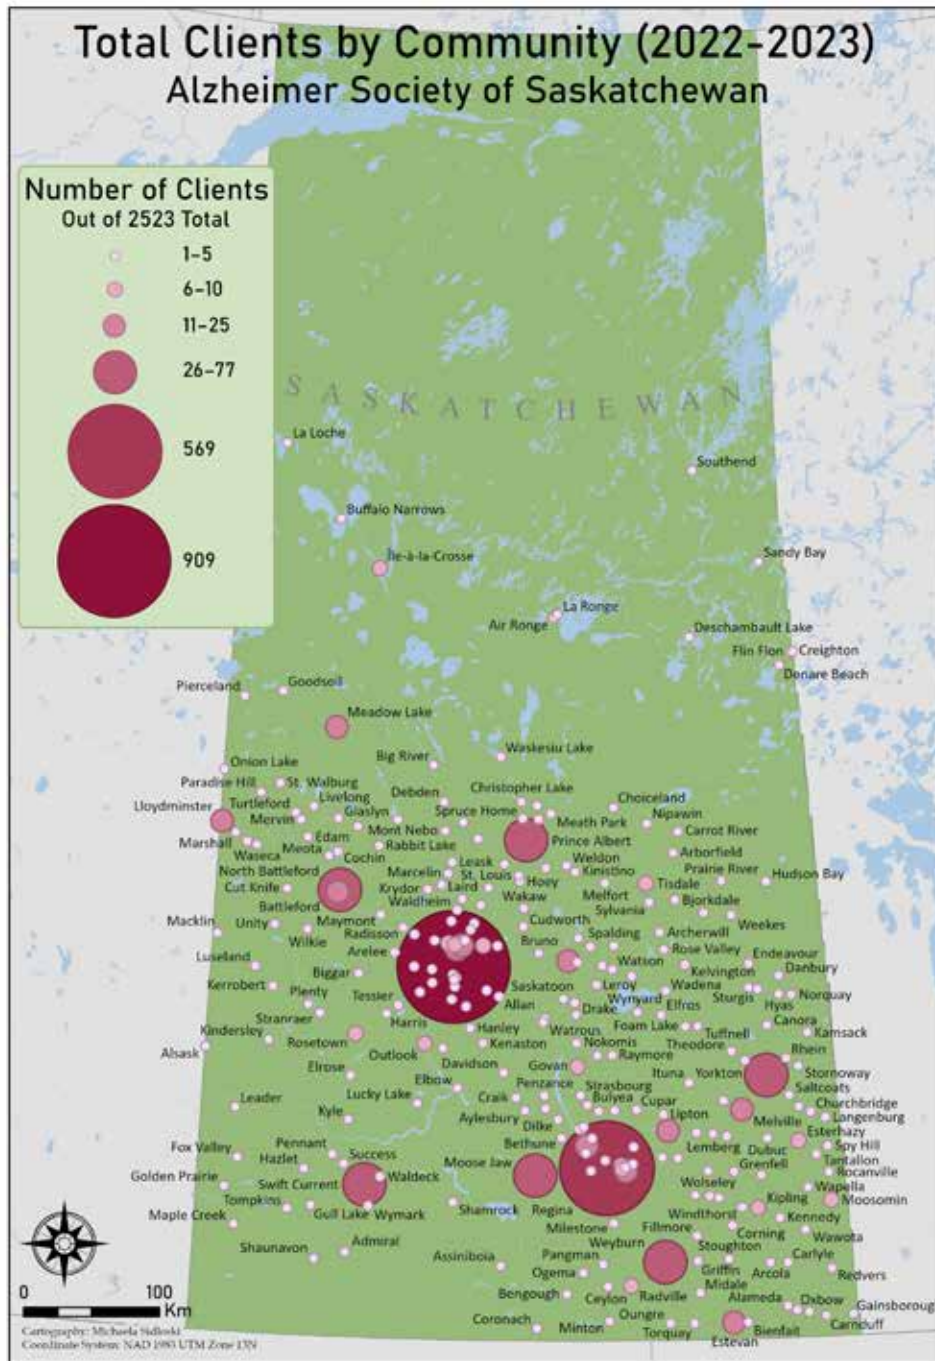 Total Clients by Community (2022-2023)
Alzheimer Society of Saskatchewan
Number of Clients
Out of 2523 Total
1-5
6-10
11-25
26-77
569
909
SASKATCHEWAN
La Loche
Southend
Buffalo Narrows
Île-à-la-Crosse
Sandy Bay
La Ronge
Air Ronge
Deschambault Lake
Flin Flon
Creighton
Denare Beach
Pierceland
Goodsoil
Meadow Lake
Big River
Waskesiu Lake
Onion Lake
Paradise Hill
St. Walburg
Debden
Christopher Lake
Lloydminster
Turtleford
Livelong
Choiceland
Mervin
Glaslyn
Spruce Home
Meath Park
Nipawin
Marshall
Edam
Mont Nebo
Prince Albert
Carrot River
Waseca
Meota
Rabbit Lake
Cochin
Leask
Weldon
Arborfield
North Battleford
Marcelin
St. Louis
Kinistino
Prairie River
Hudson Bay
Cut Knife
Krydor
Laird
Hoey
Melfort
Tisdale
Battleford
Waldheim
Wakaw
Sylvania
Bjorkdale
Macklin
Unity
Maymont
Cudworth
Weekes
Wilkie
Radisson
Bruno
Spalding
Archerwill
Luseland
Arelee
Watson
Rose Valley
Endeavour
Biggar
Kelvington
Danbury
Kerrobert
Saskatoon
Leroy
Wadena
Plenty
Tessier
Allan
Drake
Wynyard
Elfros
Sturgis
Hyas
Norquay
Stranraer
Harris
Hanley
Watrous
Foam Lake
Tuffnell
Canora
Kamsack
Kindersley
Rosetown
Kenaston
Nokomis
Alsask
Outlook
Raymore
Theodore
Rhein
Elrose
Davidson
Govan
Ituna
Yorkton
Stornoway
Elbow
Penzance
Strasbourg
Saltcoats
Leader
Lucky Lake
Craik
Bulyea
Cupar
Churchbridge
Kyle
Aylesbury
Lipton
Melville
Langenburg
Dilke
Esterhazy
Fox Valley
Pennant
Bethune
Lemberg
Dubuc
Spy Hill
Hazlet
Success
Moose Jaw
Grenfell
Tantallon
Golden Prairie
Swift Current
Waldeck
Wolseley
Rocanville
Wapella
Tompkins
Kipling
Moosomin
Maple Creek
Gull Lake
Wymark
Shamrock
Regina
Windthorst
Kennedy
Milestone
Fillmore
Corning
Wawota
Shaunavon
Admiral
Assiniboia
Pangman
Weyburn
Stoughton
Carlyle
Ogema
Griffin
Arcola
Redvers
Bengough
Ceylon
Radville
Midale
Alameda
Oxbow
Gainsborough
Coronach
Minton
Oungre
Torquay
Estevan
Bienfait
Carnduff
0
100
Km
Cartography: Michaela Sidloski
Coordinate System: NAD 1983 UTM Zone 13N